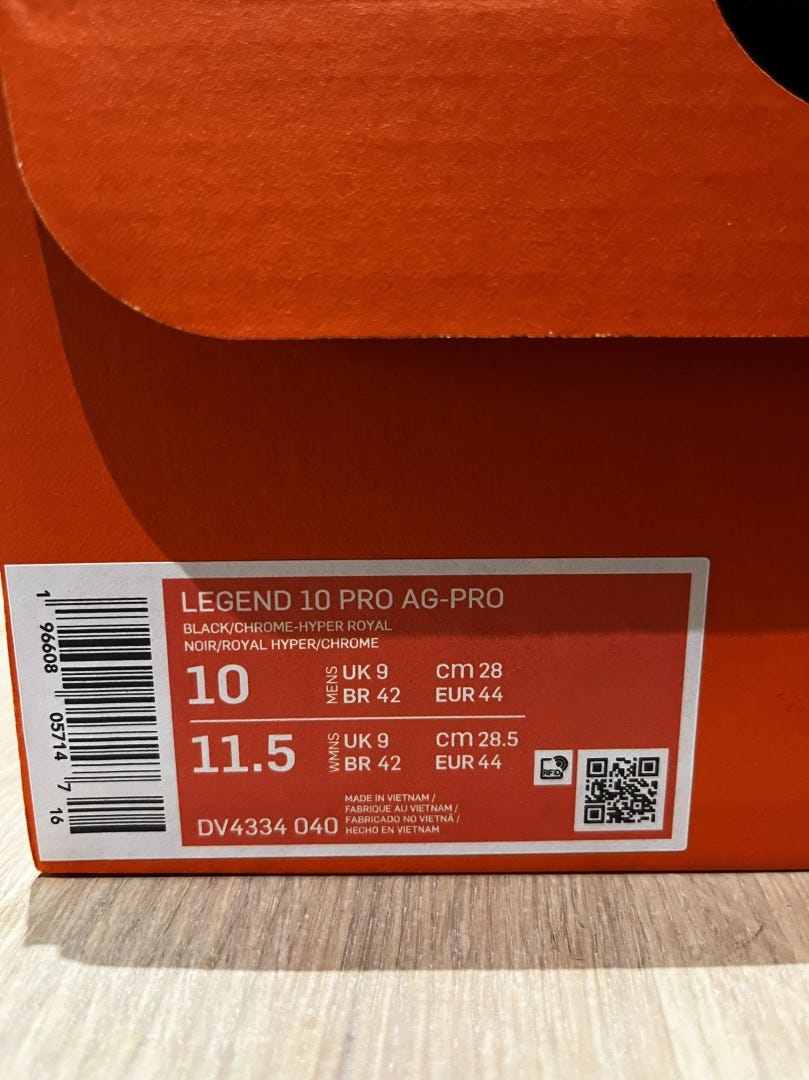 LEGEND 10 PRO AG-PRO
BLACK/CHROME-HYPER ROYAL
NOIR/ROYAL HYPER/CHROME
10 MENS UK 9 cm 28
BR 42 EUR 44
11.5 WMNS UK 9 cm 28.5
BR 42 EUR 44
RFID
DV4334 040
MADE IN VIETNAM /
FABRIQUE AU VIETNAM /
FABRICADO NO VIETNÃ /
HECHO EN VIETNAM
1 96608 05714 7 16